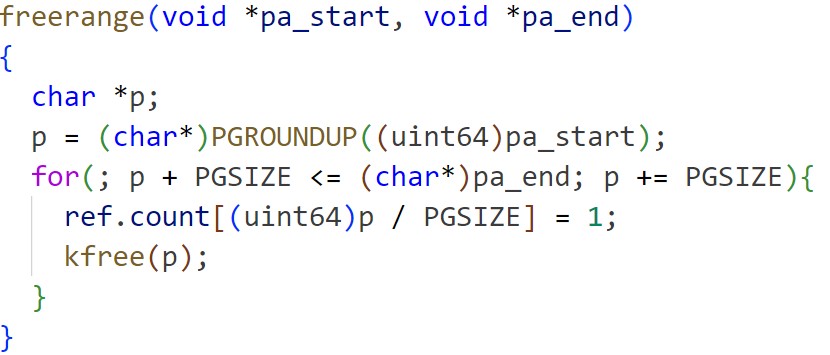 freerange(void *pa_start, void *pa_end)
{
  char *p;
  p = (char*)PGROUNDUP((uint64)pa_start);
  for(; p + PGSIZE <= (char*)pa_end; p += PGSIZE){
    ref.count[(uint64)p / PGSIZE] = 1;
    kfree(p);
  }
}